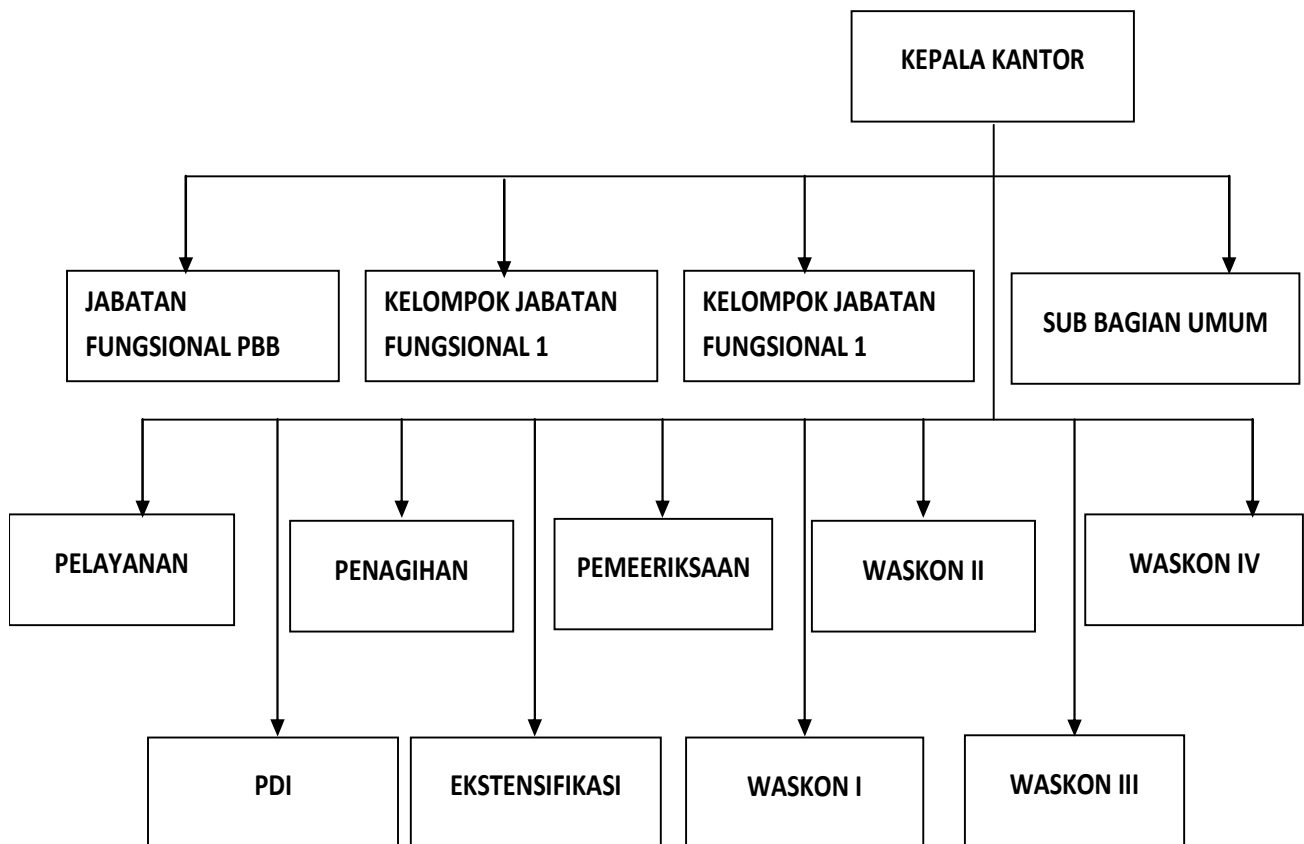 KEPALA KANTOR
JABATAN
FUNGSIONAL PBB
KELOMPOK JABATAN
FUNGSIONAL 1
KELOMPOK JABATAN
FUNGSIONAL 1
SUB BAGIAN UMUM
PELAYANAN
PENAGIHAN
PEMEERIKSAAN
WASKON II
WASKON IV
PDI
EKSTENSIFIKASI
WASKON I
WASKON III